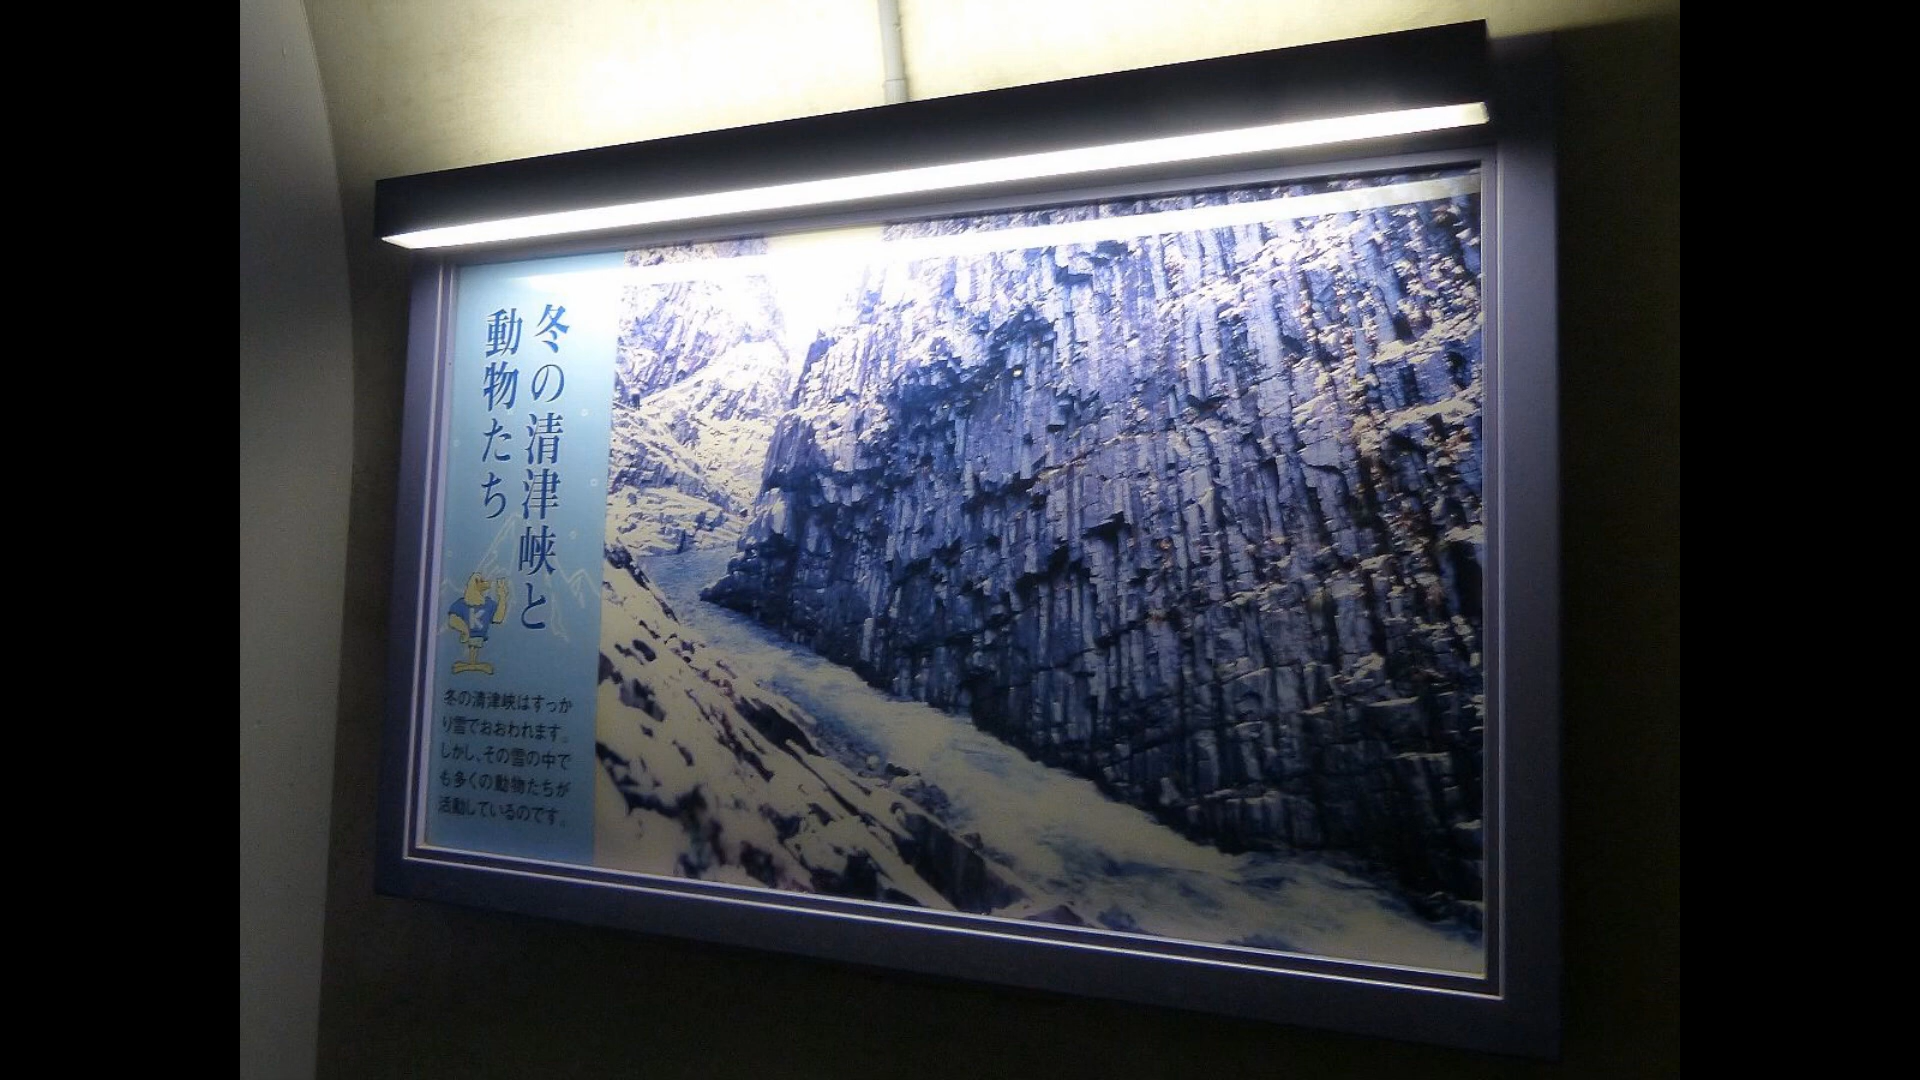 冬の清津峡と
動物たち
K
冬の清津峡はすっか
り雪でおおわれます。
しかし、その雪の中で
も多くの動物たちが
活動しているのです。